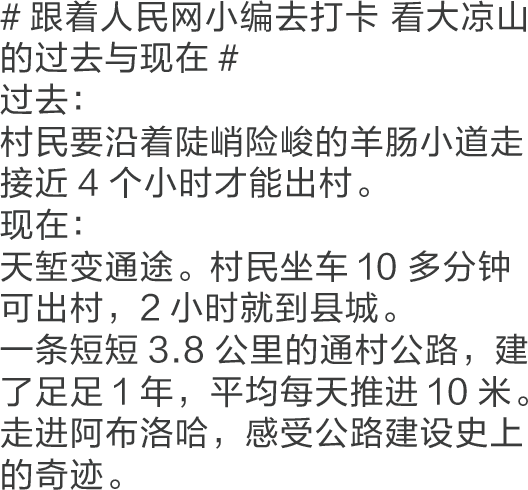 # 跟着人民网小编去打卡 看大凉山
的过去与现在 #
过去：
村民要沿着陡峭险峻的羊肠小道走
接近 4 个小时才能出村。
现在：
天堑变通途。村民坐车 10 多分钟
可出村，2 小时就到县城。
一条短短 3.8 公里的通村公路，建
了足足 1 年，平均每天推进 10 米。
走进阿布洛哈，感受公路建设史上
的奇迹。